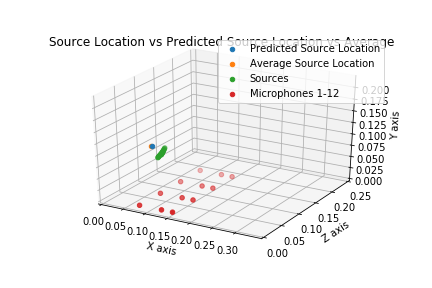 Source Location vs Predicted Source Location vs Average
Predicted Source Location
Average Source Location
Sources
Microphones 1-12
0.200
0.175
0.150
0.125
0.100
0.075
0.050
0.025
0.000
Y axis
0.00
0.05
0.10
0.15
0.20
0.25
0.30
X axis
0.00
0.05
0.10
0.15
0.20
0.25
Z axis